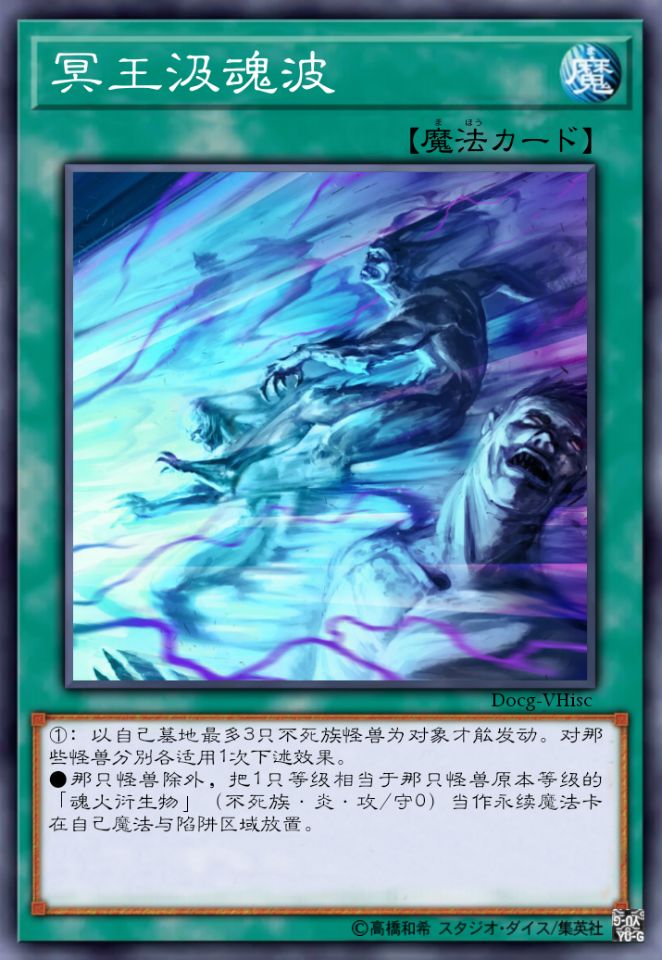 冥王汲魂波
魔
【魔法カード】
ま ほう
Docg-VHisc
①：以自己墓地最多3只不死族怪兽为对象才能发动。对那
些怪兽分别各适用1次下述效果。
●那只怪兽除外，把1只等级相当于那只怪兽原本等级的
「魂火衍生物」（不死族·炎·攻/守0）当作永续魔法卡
在自己魔法与陷阱区域放置。
©高橋和希 スタジオ·ダイス/集英社